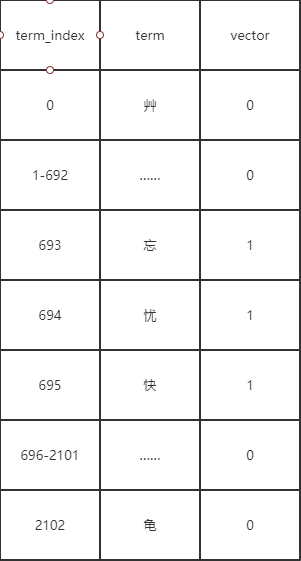 term_index term vector
0 艸 0
1-692 ...... 0
693 忘 1
694 忧 1
695 快 1
696-2101 ...... 0
2102 龟 0